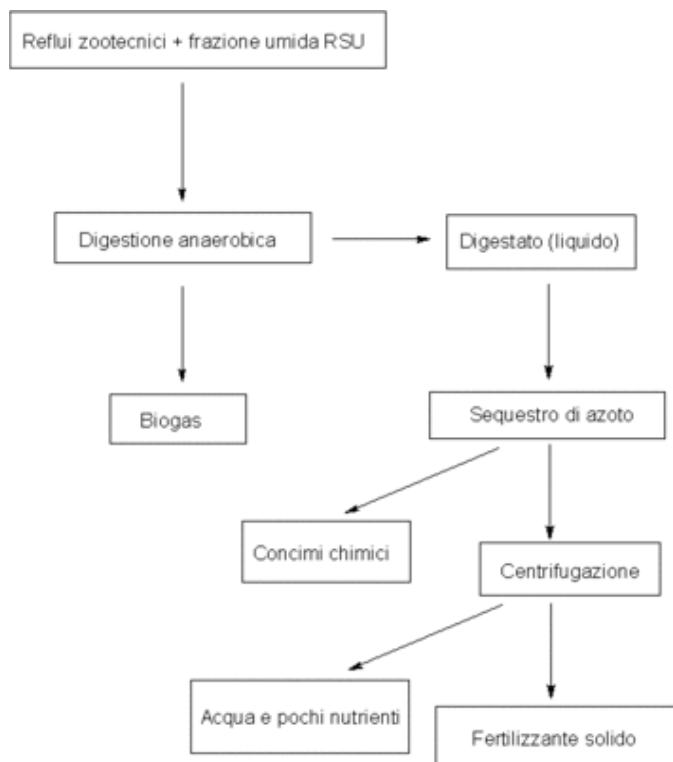 Reflui zootecnici + frazione umida RSU
Digestione anaerobica
Digestato (liquido)
Biogas
Sequestro di azoto
Concimi chimici
Centrifugazione
Acqua e pochi nutrienti
Fertilizzante solido